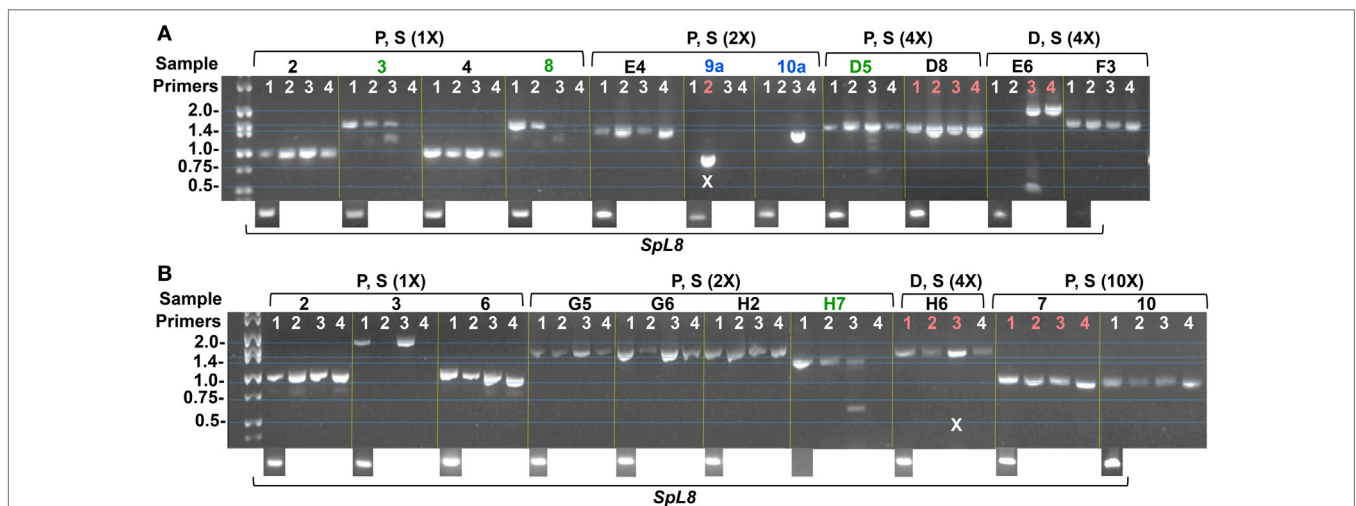 A
P, S (1X) P, S (2X) P, S (4X) D, S (4X)
Sample 2 3 4 8 E4 9a 10a D5 D8 E6 F3
Primers 1 2 3 4 1 2 3 4 1 2 3 4 1 2 3 4 1 2 3 4 1 2 3 4 1 2 3 4 1 2 3 4 1 2 3 4 1 2 3 4 1 2 3 4
2.0-
1.4-
1.0-
0.75-
X
0.5-
SpL8
B
P, S (1X) P, S (2X) D, S (4X) P, S (10X)
Sample 2 3 6 G5 G6 H2 H7 H6 7 10
Primers 1 2 3 4 1 2 3 4 1 2 3 4 1 2 3 4 1 2 3 4 1 2 3 4 1 2 3 4 1 2 3 4 1 2 3 4 1 2 3 4
2.0-
1.4-
1.0-
0.75-
0.5- X
SpL8